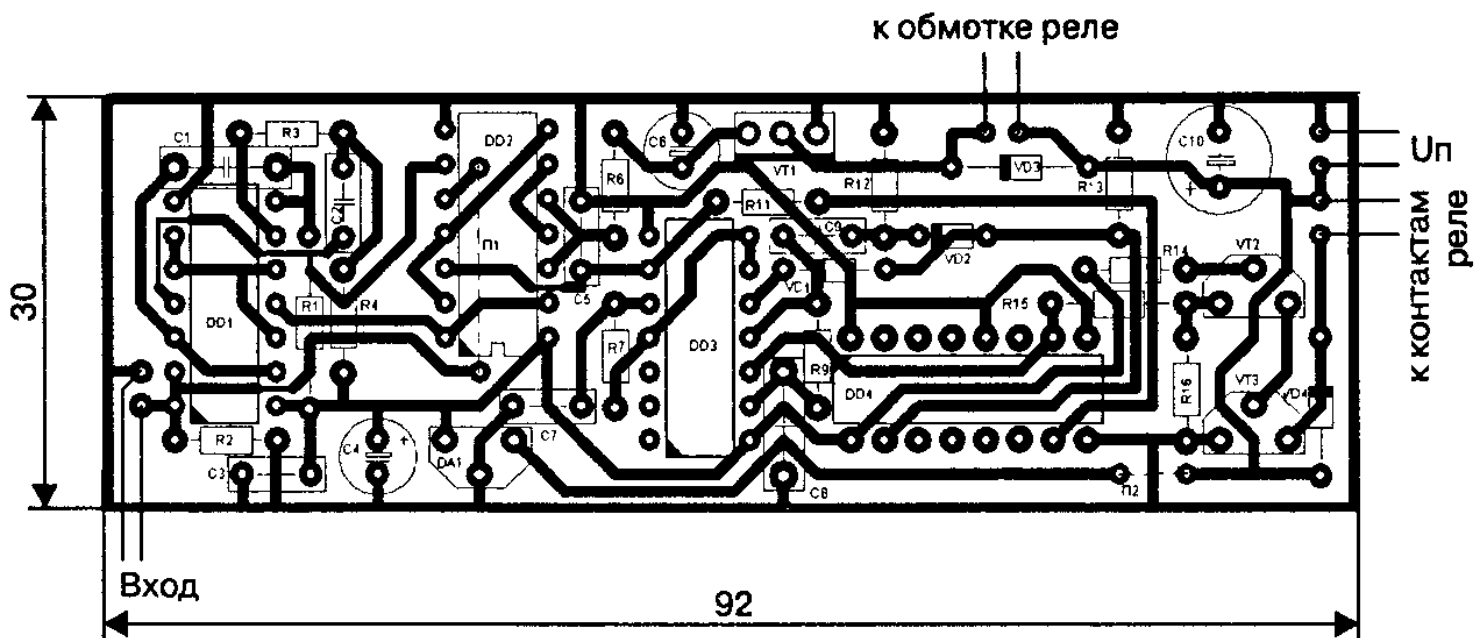 к обмотке реле
C1
R3
DD2
R6
C6
VT1
R12
VD3
R13
C10
Uп
C2
П1
R11
C9
VD2
R14
VT2
к контактам
реле
30
DD1
R1
R4
C5
VC1
R15
R7
DD3
R9
DD4
R16
VT3
VD4
R2
C3
C4
DA1
C7
C8
П2
Вход
92